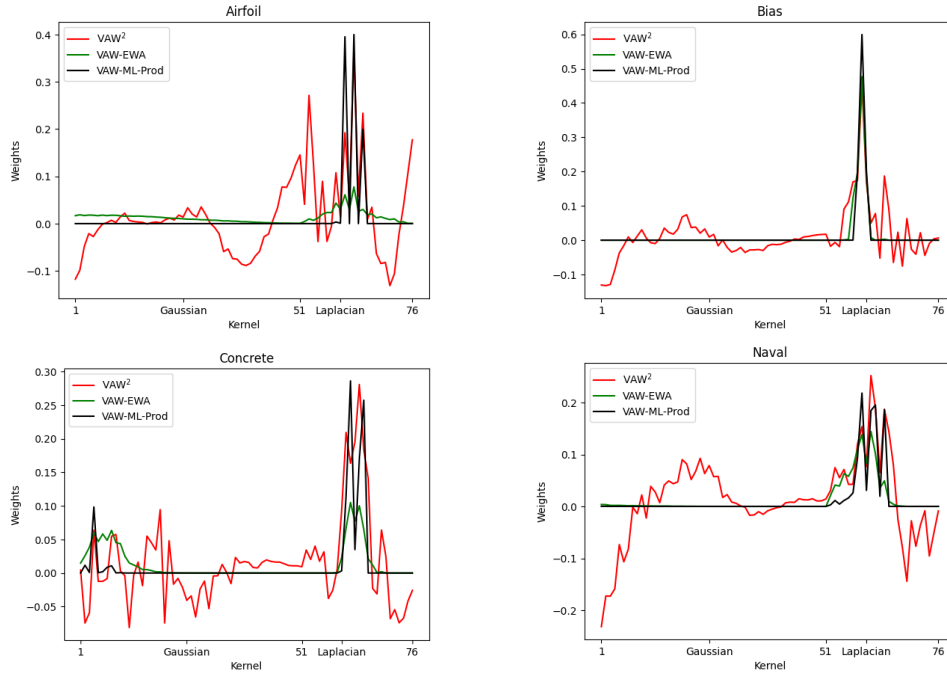 Airfoil
VAW²
VAW-EWA
VAW-ML-Prod
0.4
0.3
0.2
0.1
0.0
−0.1
Weights
1
Gaussian
51
Laplacian
76
Kernel
Bias
VAW²
VAW-EWA
VAW-ML-Prod
0.6
0.5
0.4
0.3
0.2
0.1
0.0
−0.1
Weights
1
Gaussian
51
Laplacian
76
Kernel
Concrete
VAW²
VAW-EWA
VAW-ML-Prod
0.30
0.25
0.20
0.15
0.10
0.05
0.00
−0.05
Weights
1
Gaussian
51
Laplacian
76
Kernel
Naval
VAW²
VAW-EWA
VAW-ML-Prod
0.2
0.1
0.0
−0.1
−0.2
Weights
1
Gaussian
51
Laplacian
76
Kernel